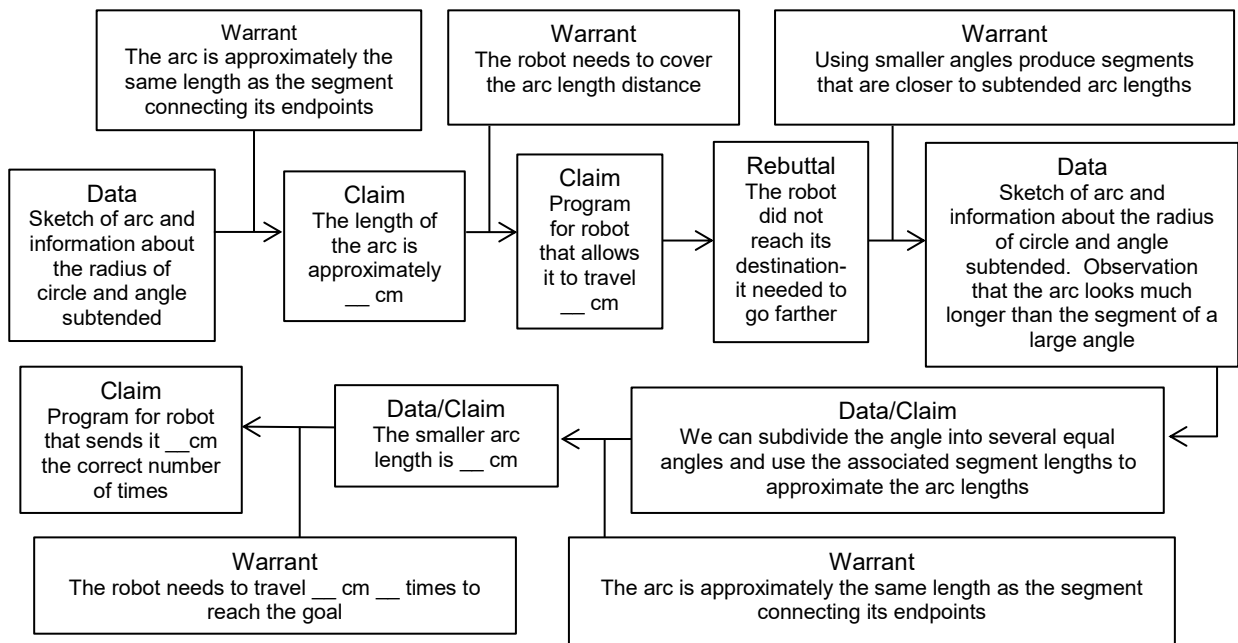 Warrant
The arc is approximately the
same length as the segment
connecting its endpoints
Warrant
The robot needs to cover
the arc length distance
Warrant
Using smaller angles produce segments
that are closer to subtended arc lengths
Data
Sketch of arc and
information about
the radius of
circle and angle
subtended
Claim
The length of
the arc is
approximately
__ cm
Claim
Program
for robot
that allows
it to travel
__ cm
Rebuttal
The robot
did not
reach its
destination-
it needed to
go farther
Data
Sketch of arc and
information about the radius
of circle and angle
subtended. Observation
that the arc looks much
longer than the segment of a
large angle
Claim
Program for robot
that sends it __cm
the correct number
of times
Data/Claim
The smaller arc
length is __ cm
Data/Claim
We can subdivide the angle into several equal
angles and use the associated segment lengths to
approximate the arc lengths
Warrant
The robot needs to travel __ cm __ times to
reach the goal
Warrant
The arc is approximately the same length as the segment
connecting its endpoints